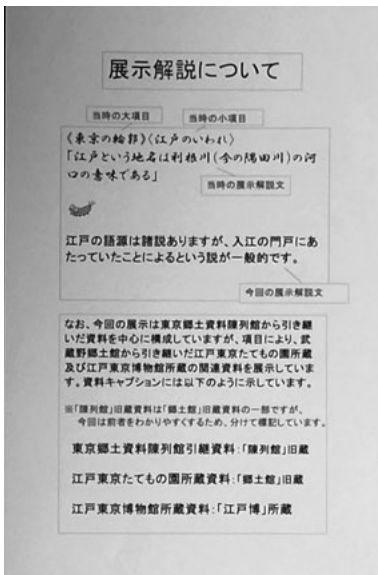 展示解説について
当時の大項目
当時の小項目
《東京の輪郭》〈江戸のいわれ〉
「江戸という地名は利根川(今の隅田川)の河
口の意味である」
当時の展示解説文
江戸の語源は諸説ありますが、入江の門戸にあ
たっていたことによるという説が一般的です。
今回の展示解説文
なお、今回の展示は東京郷土資料陳列館から引き継
いだ資料を中心に構成していますが、項目により、武
蔵野郷土館から引き継いだ江戸東京たてもの園所蔵
及び江戸東京博物館所蔵の関連資料を展示していま
す。資料キャプションには以下のように示しています。
※「陳列館」旧蔵資料は「郷土館」旧蔵資料の一部ですが、
今回は前者をわかりやすくするため、分けて標記しています。
東京郷土資料陳列館引継資料:「陳列館」旧蔵
江戸東京たてもの園所蔵資料:「郷土館」旧蔵
江戸東京博物館所蔵資料:「江戸博」所蔵